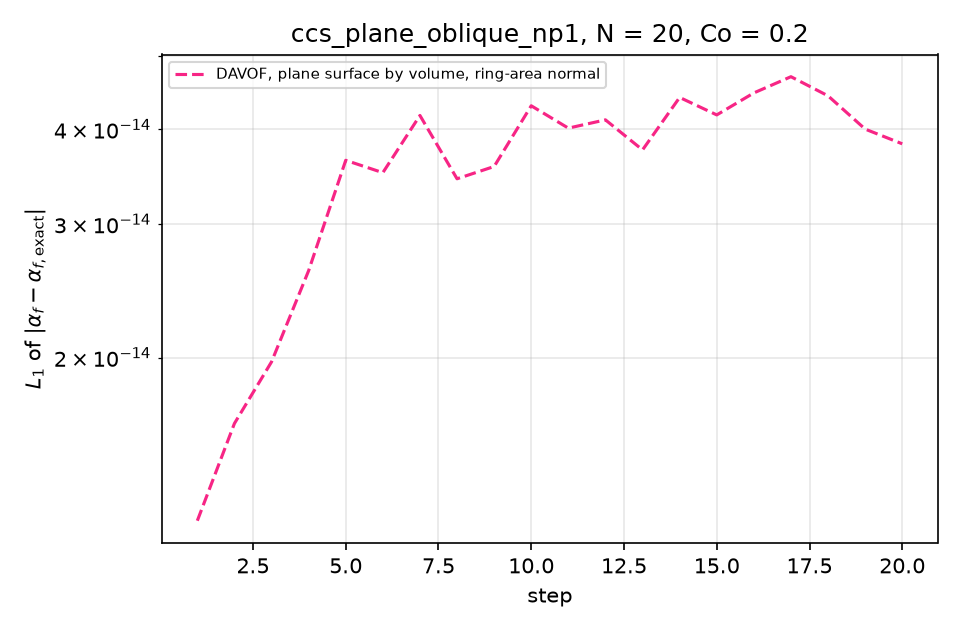 ccs_plane_oblique_np1, N = 20, Co = 0.2
DAVOF, plane surface by volume, ring-area normal
4 × 10⁻¹⁴
3 × 10⁻¹⁴
2 × 10⁻¹⁴
L₁ of |α_f − α_{f, exact}|
2.5 5.0 7.5 10.0 12.5 15.0 17.5 20.0
step